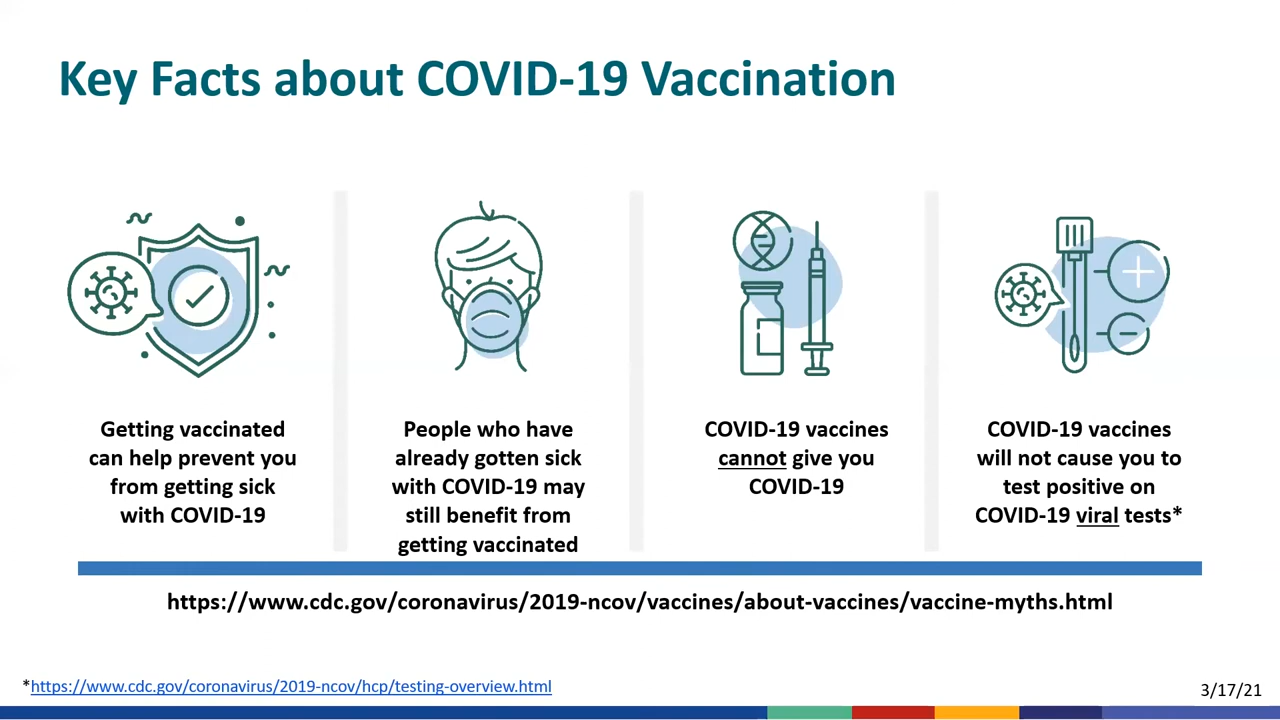 Key Facts about COVID-19 Vaccination
Getting vaccinated
can help prevent you
from getting sick
with COVID-19
People who have
already gotten sick
with COVID-19 may
still benefit from
getting vaccinated
COVID-19 vaccines
cannot give you
COVID-19
COVID-19 vaccines
will not cause you to
test positive on
COVID-19 viral tests*
https://www.cdc.gov/coronavirus/2019-ncov/vaccines/about-vaccines/vaccine-myths.html
*https://www.cdc.gov/coronavirus/2019-ncov/hcp/testing-overview.html
3/17/21